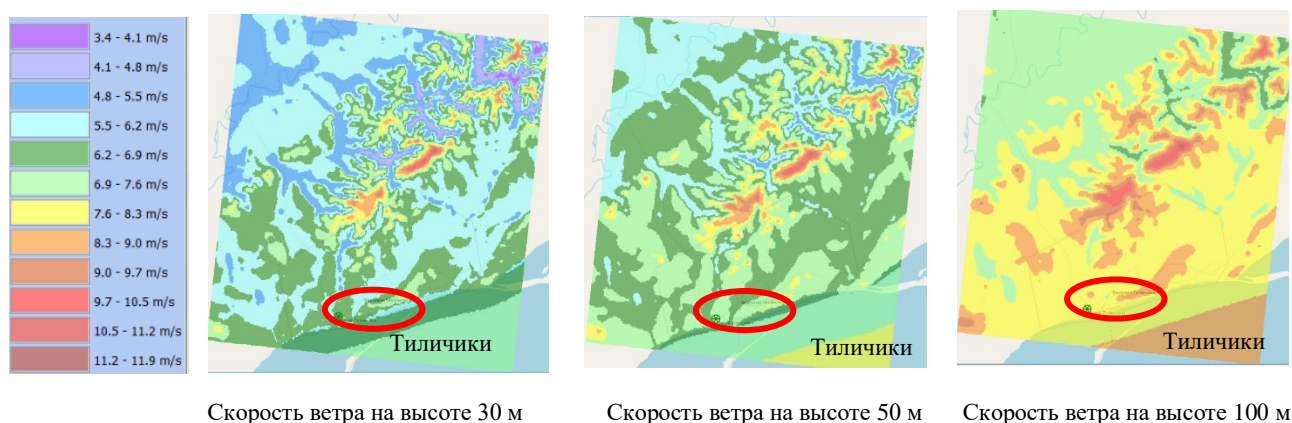 3.4 - 4.1 m/s
4.1 - 4.8 m/s
4.8 - 5.5 m/s
5.5 - 6.2 m/s
6.2 - 6.9 m/s
6.9 - 7.6 m/s
7.6 - 8.3 m/s
8.3 - 9.0 m/s
9.0 - 9.7 m/s
9.7 - 10.5 m/s
10.5 - 11.2 m/s
11.2 - 11.9 m/s
Тиличики
Тиличики
Тиличики
Скорость ветра на высоте 30 м
Скорость ветра на высоте 50 м
Скорость ветра на высоте 100 м